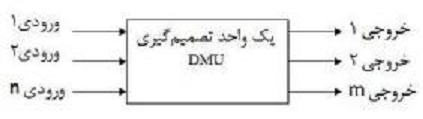 ورودی۱
ورودی۲
ورودی n
یک واحد تصمیم‌گیری
DMU
خروجی ۱
خروجی ۲
خروجی m